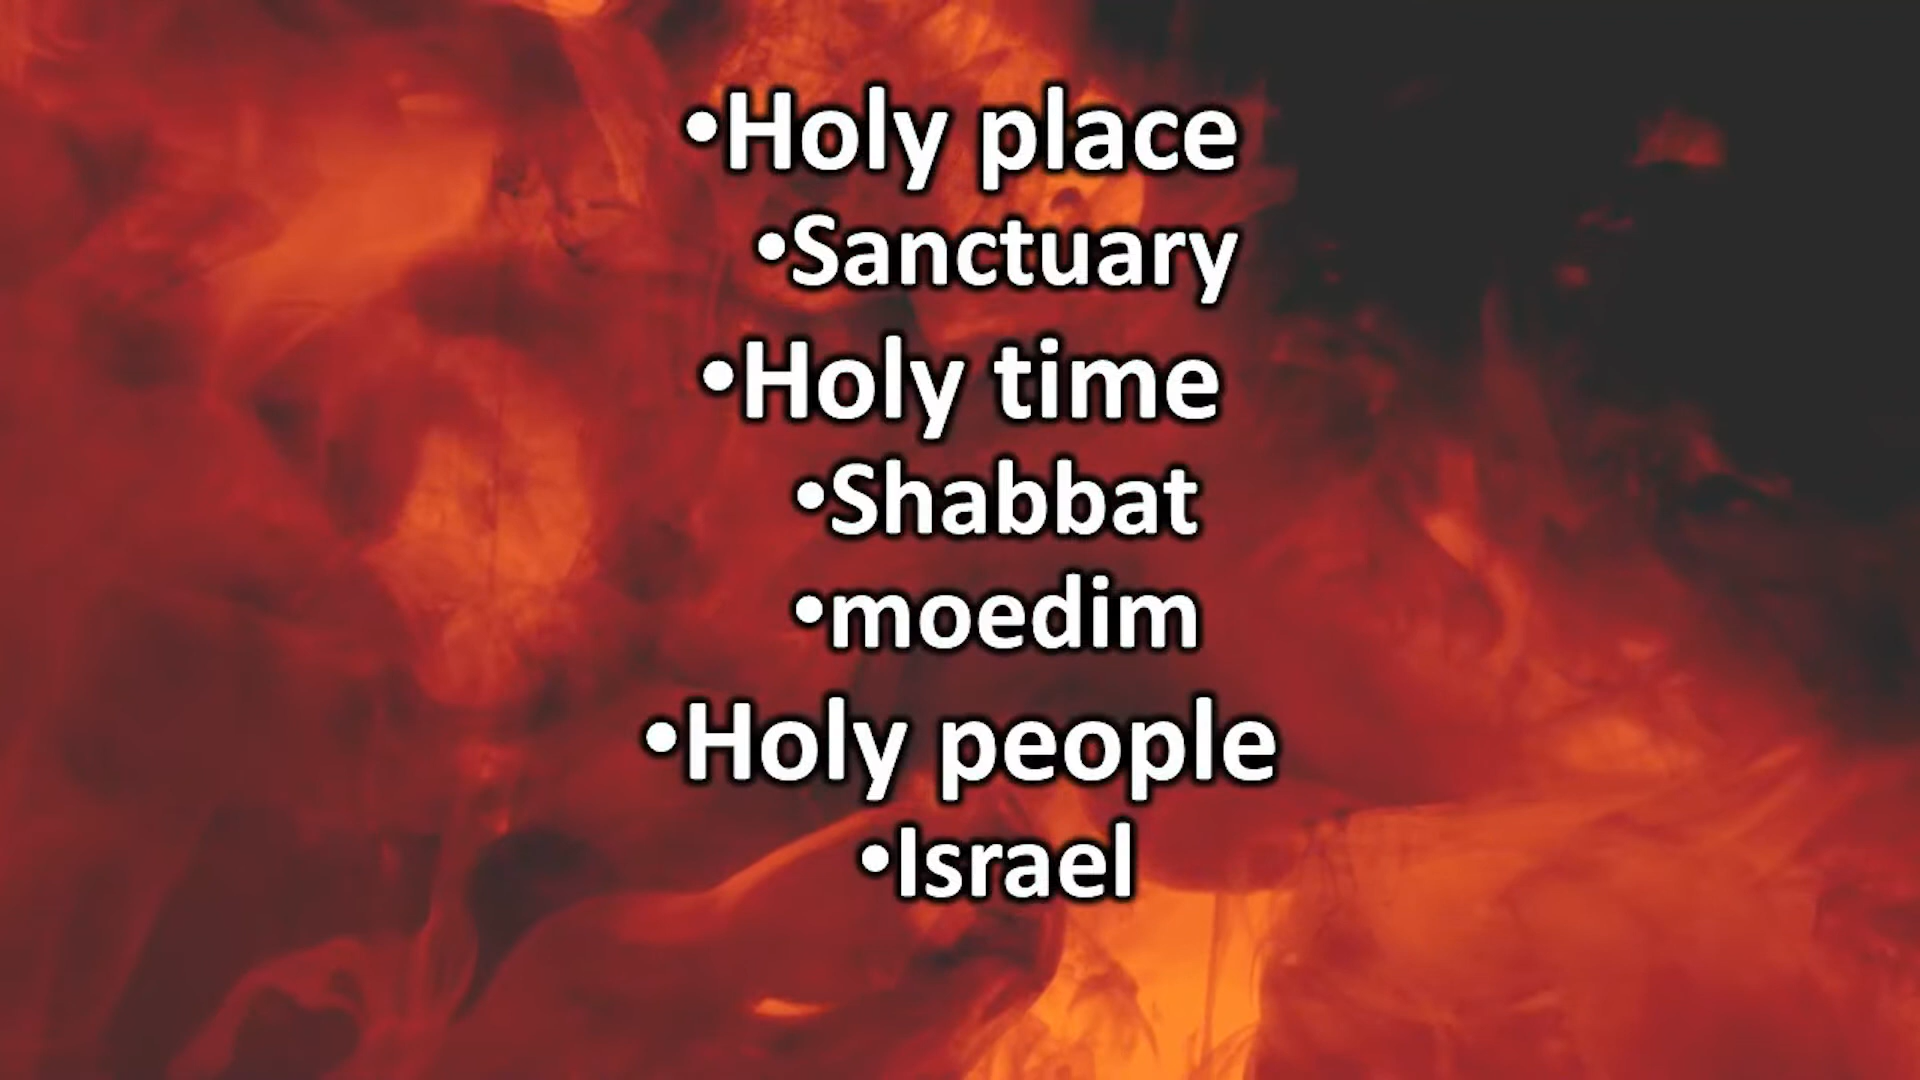 •Holy place
•Sanctuary
•Holy time
•Shabbat
•moedim
•Holy people
•Israel